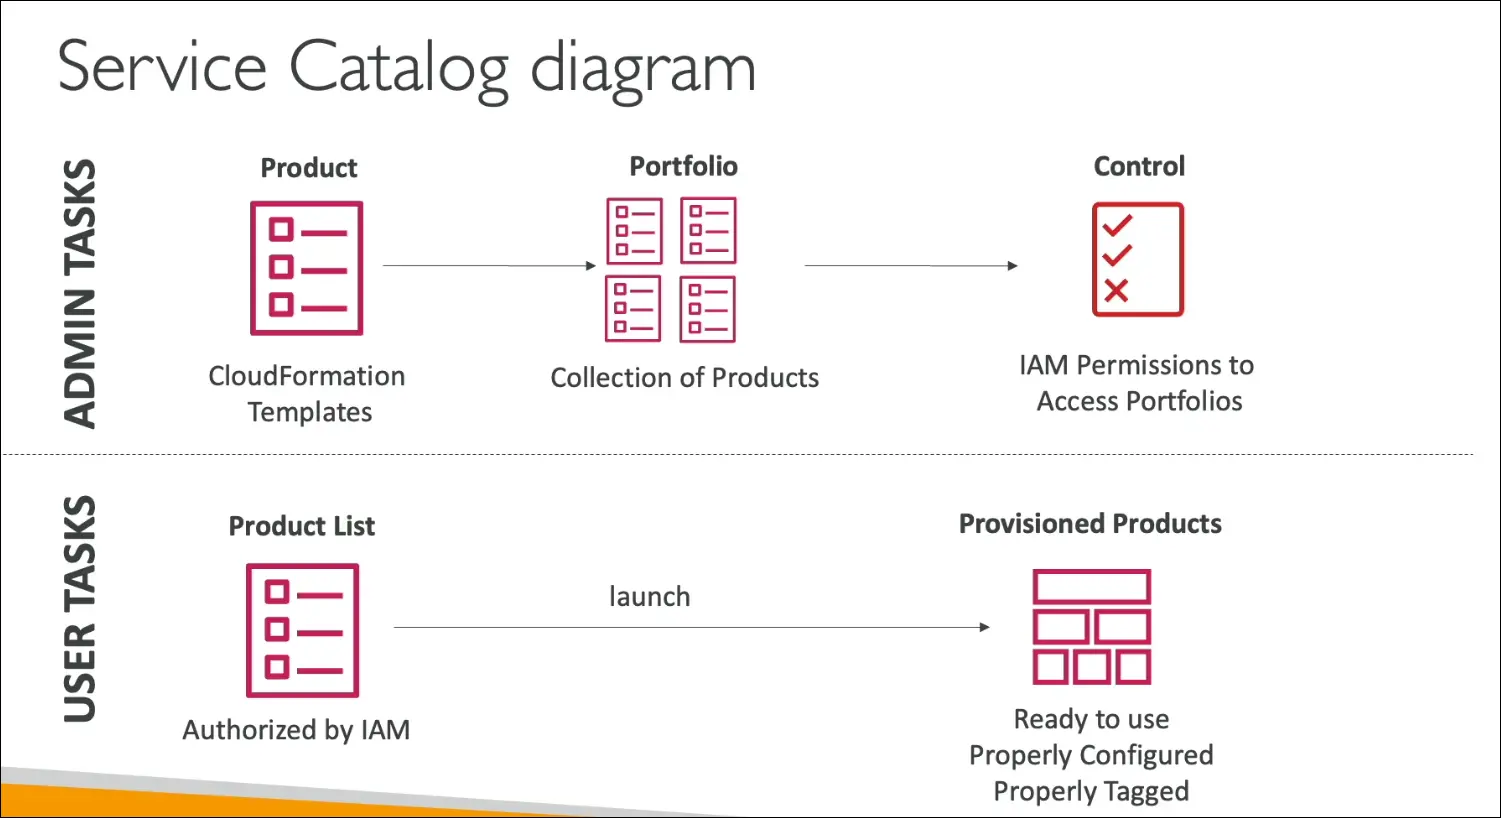 Service Catalog diagram
ADMIN TASKS
Product
Portfolio
Control
CloudFormation
Templates
Collection of Products
IAM Permissions to
Access Portfolios
USER TASKS
Product List
Provisioned Products
launch
Authorized by IAM
Ready to use
Properly Configured
Properly Tagged